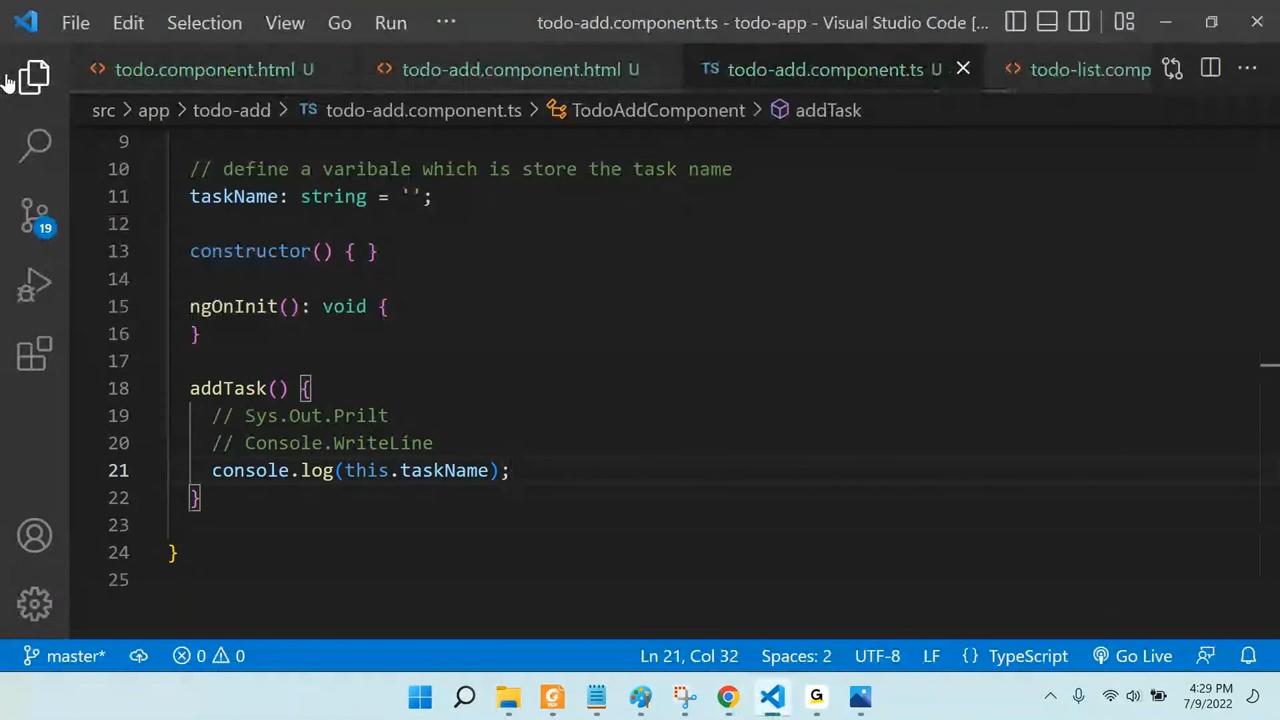 File Edit Selection View Go Run ··· todo-add.component.ts - todo-app - Visual Studio Code [...
todo.component.html U todo-add.component.html U TS todo-add.component.ts U todo-list.comp ···
src > app > todo-add > TS todo-add.component.ts > TodoAddComponent > addTask
9
10 // define a varibale which is store the task name
11 taskName: string = '';
12
13 constructor() { }
14
15 ngOnInit(): void {
16 }
17
18 addTask() {
19 // Sys.Out.Prilt
20 // Console.WriteLine
21 console.log(this.taskName);
22 }
23
24 }
25
19
master* 0 0 Ln 21, Col 32 Spaces: 2 UTF-8 LF {} TypeScript Go Live
4:29 PM
7/9/2022